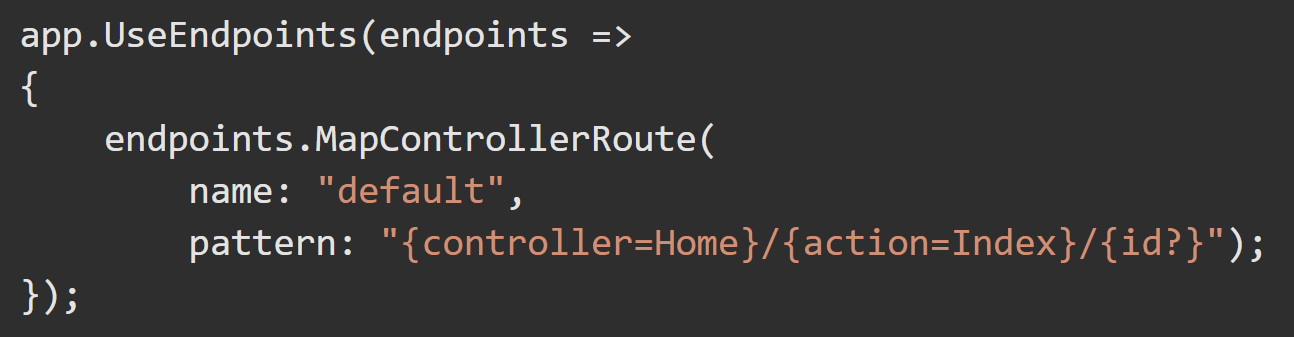 app.UseEndpoints(endpoints =>
{
    endpoints.MapControllerRoute(
        name: "default",
        pattern: "{controller=Home}/{action=Index}/{id?}");
});